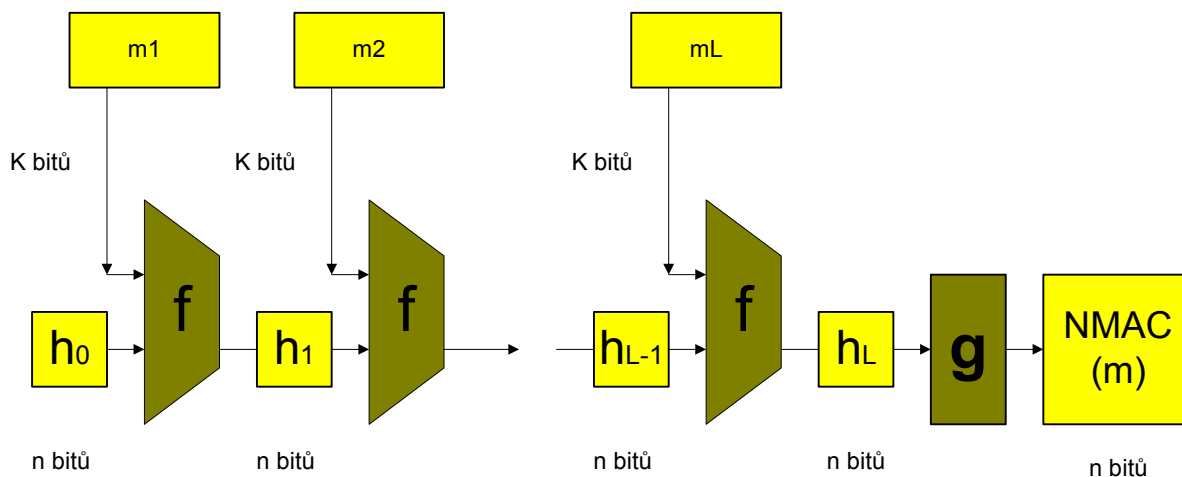 m1
m2
mL
K bitů
K bitů
K bitů
f
f
f
h0
h1
hL-1
hL
g
NMAC
(m)
n bitů
n bitů
n bitů
n bitů
n bitů